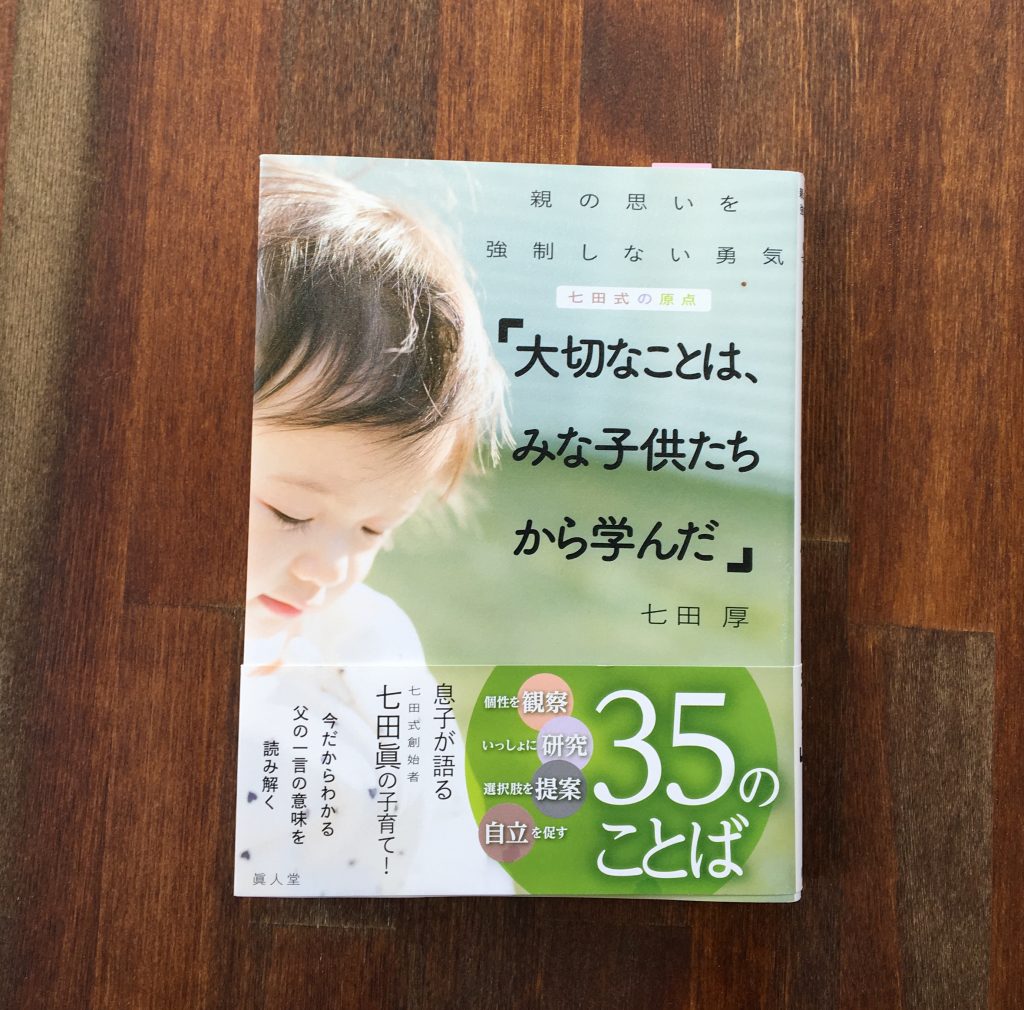 親の思いを
強制しない勇気
七田式の原点
「大切なことは、
みな子供たち
から学んだ」
七田 厚
息子が語る
七田式創始者
七田眞の子育て！
今だからわかる
父の一言の意味を
読み解く
個性を観察
いっしょに研究
選択肢を提案
自立を促す
35の
ことば
眞人堂